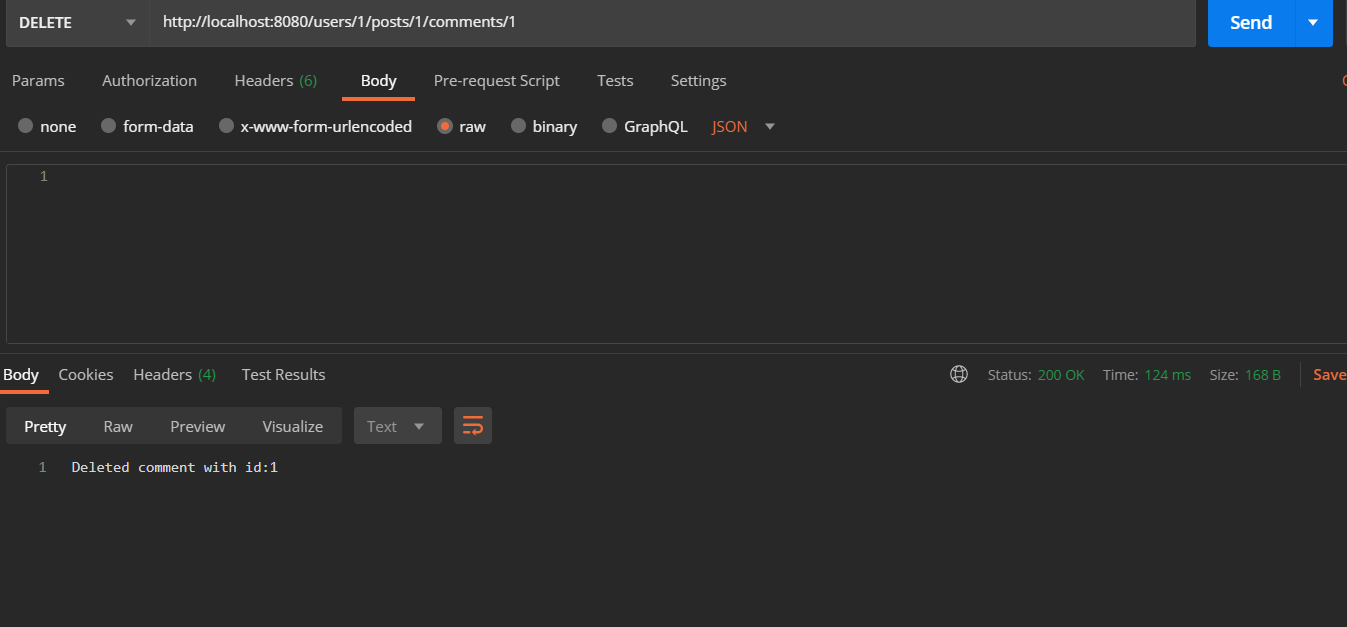 DELETE http://localhost:8080/users/1/posts/1/comments/1 Send
Params Authorization Headers (6) Body Pre-request Script Tests Settings
none form-data x-www-form-urlencoded raw binary GraphQL JSON
1
Body Cookies Headers (4) Test Results Status: 200 OK Time: 124 ms Size: 168 B Save
Pretty Raw Preview Visualize Text
1 Deleted comment with id:1